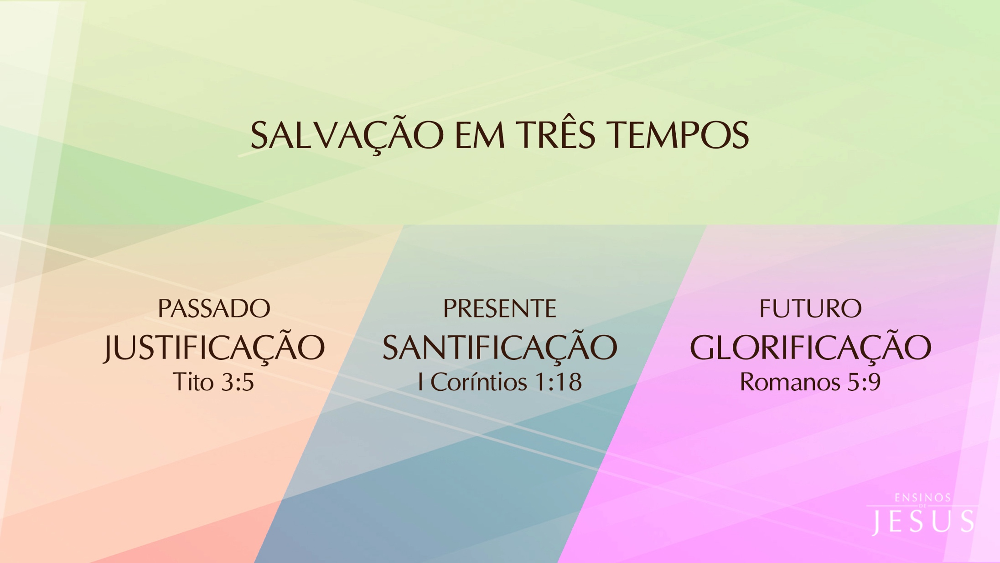 SALVAÇÃO EM TRÊS TEMPOS
PASSADO
JUSTIFICAÇÃO
Tito 3:5
PRESENTE
SANTIFICAÇÃO
I Coríntios 1:18
FUTURO
GLORIFICAÇÃO
Romanos 5:9
ENSINOS
DE
JESUS